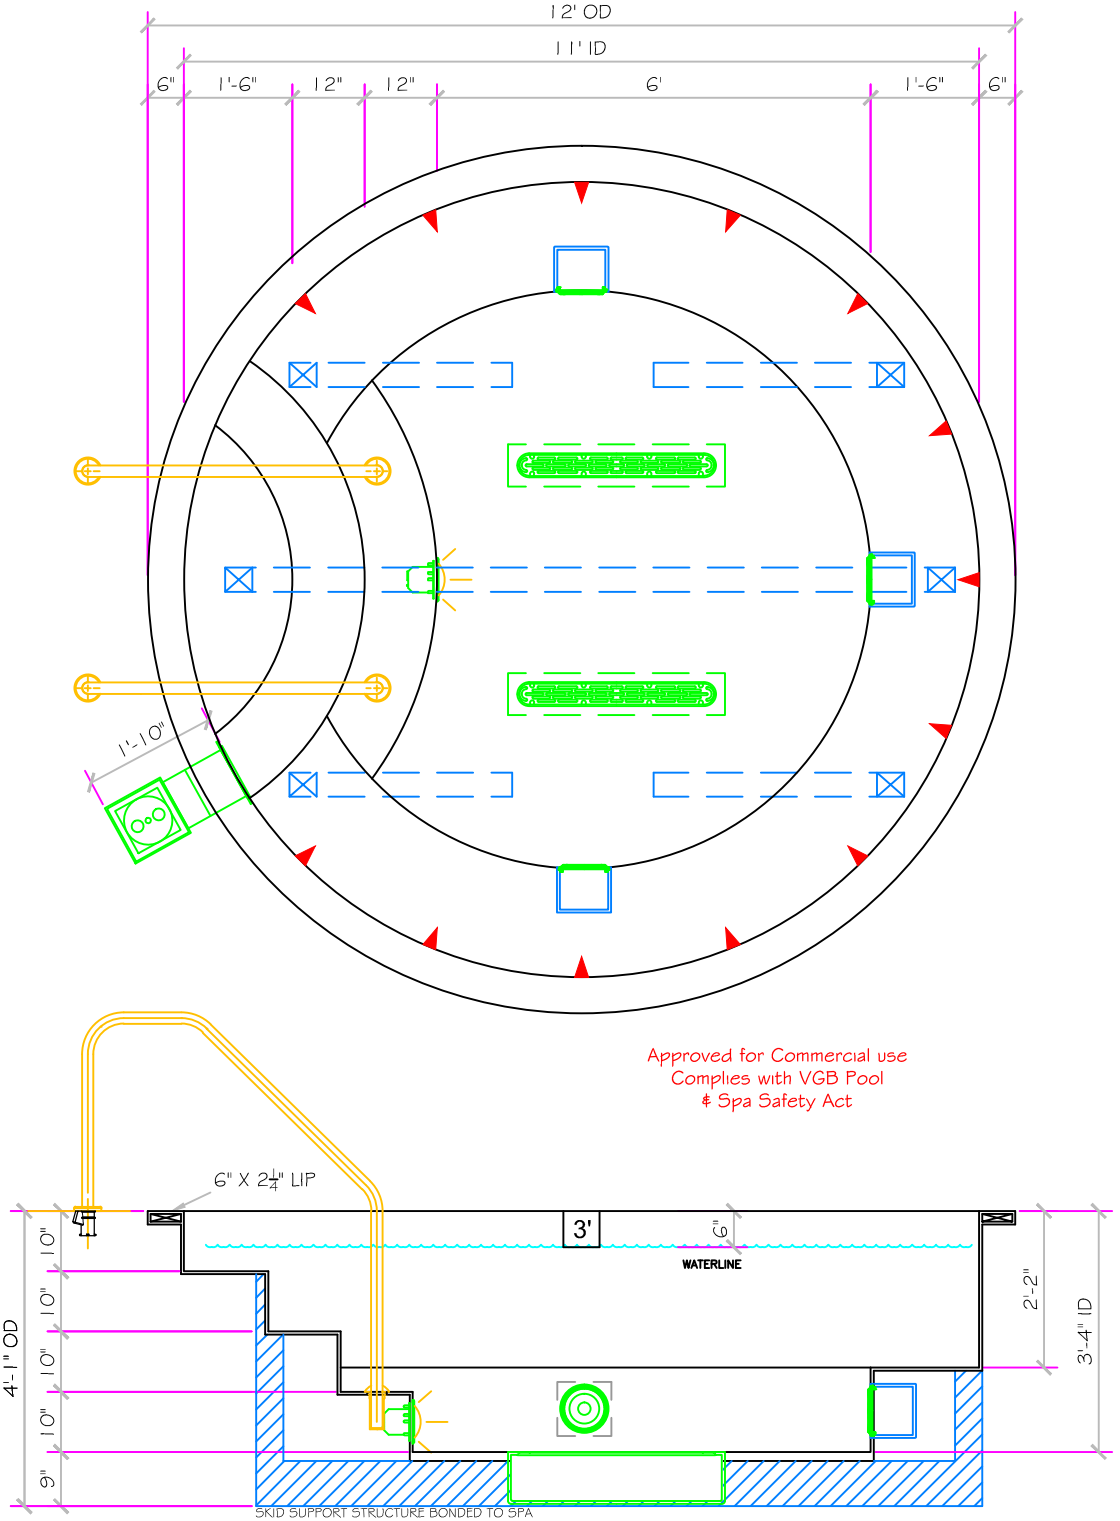 12' OD
11' ID
6" 1'-6" 12" 12" 6' 1'-6" 6"
1'-10"
Approved for Commercial use
Complies with VGB Pool
& Spa Safety Act
6" X 2¼" LIP
3'
6"
WATERLINE
10"
10"
10"
10"
9"
4'-1" OD
2'-2"
3'-4" ID
SKID SUPPORT STRUCTURE BONDED TO SPA